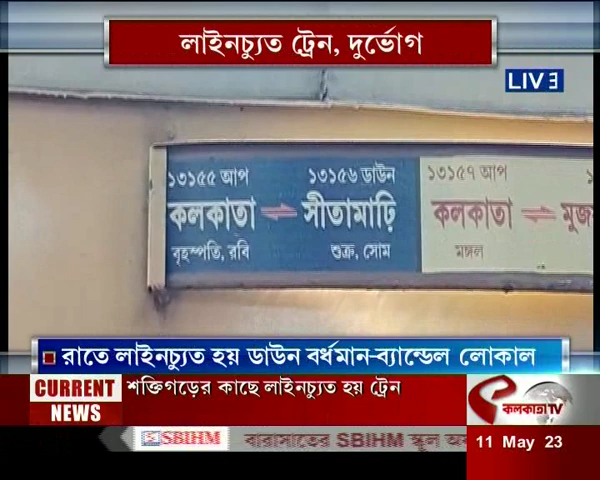 লাইনচ্যুত ট্রেন, দুর্ভোগ
LIVE
১৩১৫৫ আপ ১৩১৫৬ ডাউন
কলকাতা ⇌ সীতামাঢ়ি
বৃহস্পতি, রবি শুক্র, সোম
১৩১৫৭ আপ
কলকাতা ⇌ মুজ
মঙ্গল
রাতে লাইনচ্যুত হয় ডাউন বর্ধমান-ব্যান্ডেল লোকাল
CURRENT NEWS
শক্তিগড়ের কাছে লাইনচ্যুত হয় ট্রেন
কলকাতা TV
SBIHM বারাসাতের SBIHM স্কুল অব
11 May 23